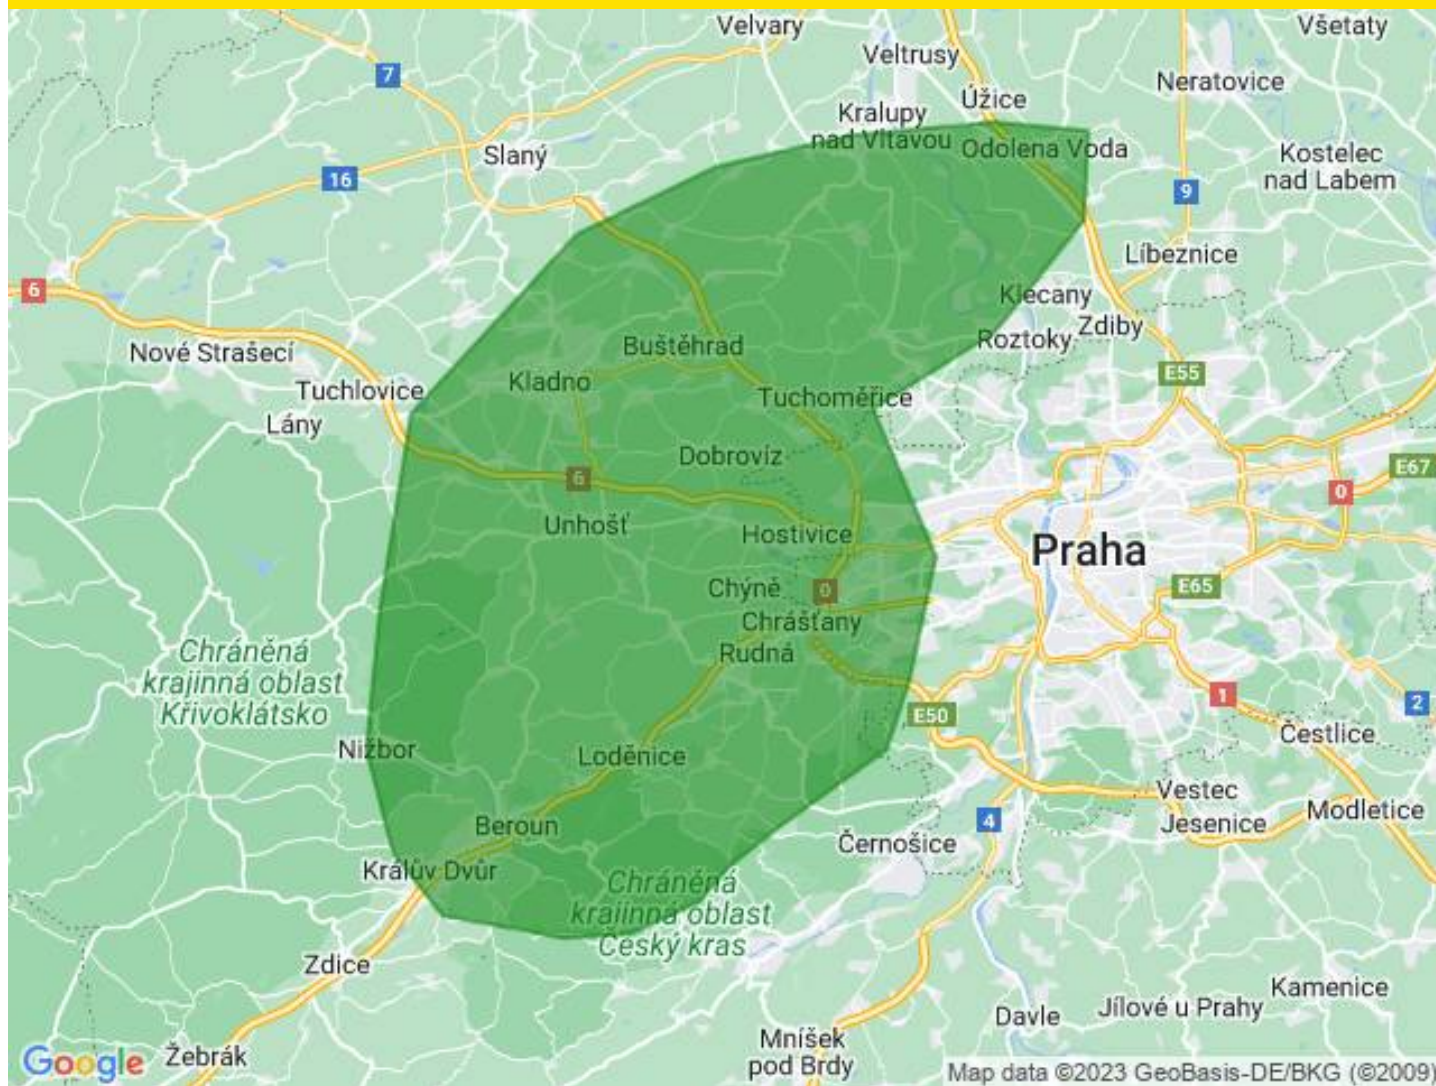 Velvary
Všetaty
Veltrusy
7
Neratovice
Úžice
Kralupy
nad Vltavou
Odolena Voda
Slaný
Kostelec
nad Labem
16
9
Líbeznice
6
Klecany
Zdiby
Roztoky
Nové Strašecí
Buštěhrad
E55
Kladno
Tuchlovice
Tuchoměřice
Lány
Dobrovíz
E67
6
0
Unhošť
Hostivice
Praha
Chýně
0
E65
Chrášťany
Rudná
Chráněná
krajinná oblast
Křivoklátsko
1
2
E50
Čestlice
Nižbor
Loděnice
Vestec
Modletice
Beroun
4
Jesenice
Černošice
Králův Dvůr
Chráněná
krajinná oblast
Český kras
Zdice
Kamenice
Jílové u Prahy
Davle
Mníšek
pod Brdy
Žebrák
Google
Map data ©2023 GeoBasis-DE/BKG (©2009)